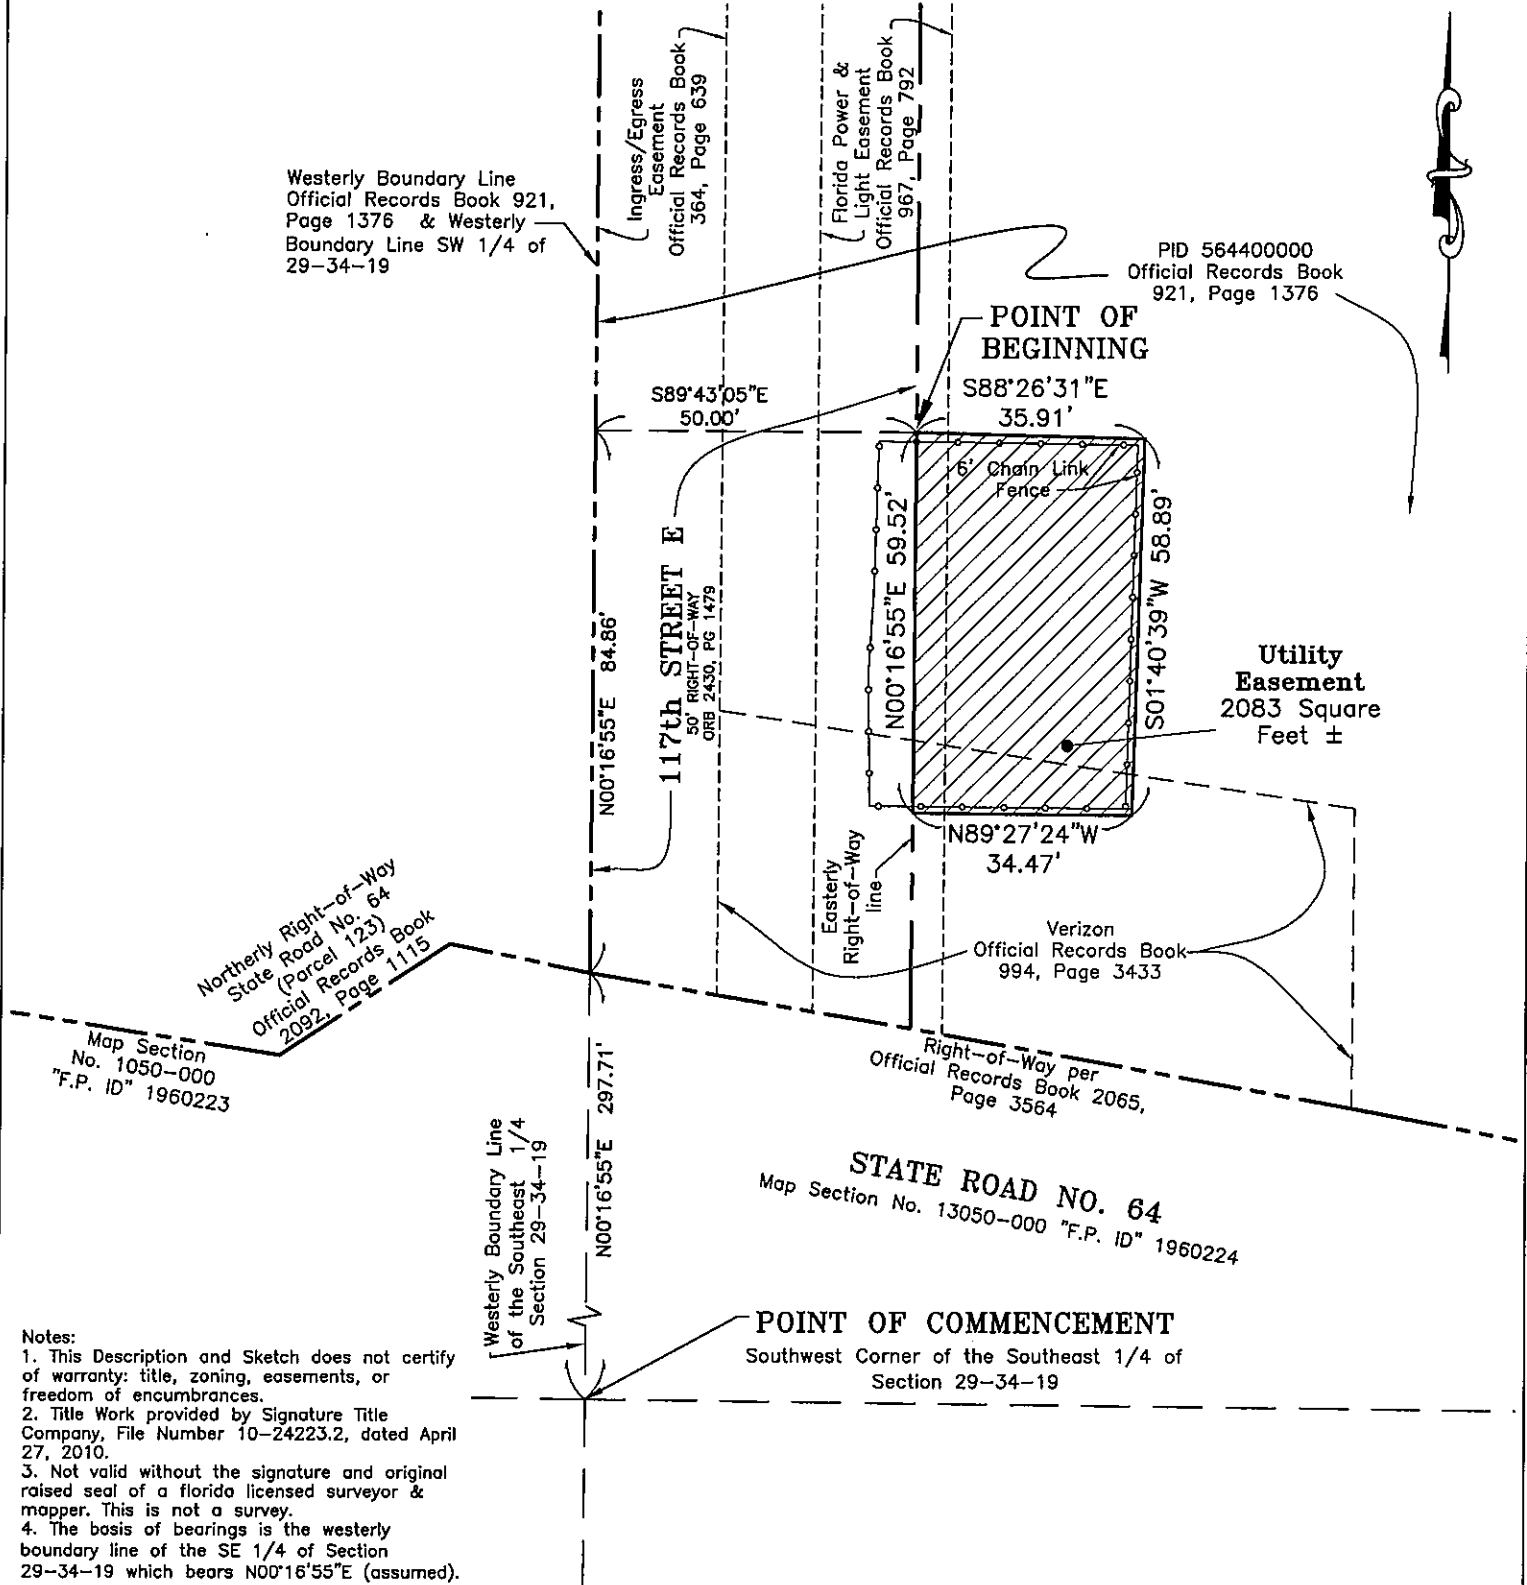 Ingress/Egress
Easement
Official Records Book
364, Page 639
Florida Power &
Light Easement
Official Records Book
967, Page 792
Westerly Boundary Line
Official Records Book 921,
Page 1376 & Westerly
Boundary Line SW 1/4 of
29-34-19
PID 564400000
Official Records Book
921, Page 1376
POINT OF
BEGINNING
S89°43'05"E
50.00'
S88°26'31"E
35.91'
6' Chain Link
Fence
N00°16'55"E 59.52'
S01°40'39"W 58.89'
N00°16'55"E 84.86'
117th STREET E
50' RIGHT-OF-WAY
ORB 2430, PG 1479
Utility
Easement
2083 Square
Feet ±
N89°27'24"W
34.47'
Easterly
Right-of-Way
line
Verizon
Official Records Book
994, Page 3433
Northerly Right-of-Way
State Road No. 64
(Parcel 123)
Official Records Book
2092, Page 1115
Map Section
No. 1050-000
"F.P. ID" 1960223
Right-of-Way per
Official Records Book 2065,
Page 3564
N00°16'55"E 297.71'
Westerly Boundary Line
of the Southeast 1/4
Section 29-34-19
STATE ROAD NO. 64
Map Section No. 13050-000 "F.P. ID" 1960224
POINT OF COMMENCEMENT
Southwest Corner of the Southeast 1/4 of
Section 29-34-19
Notes:
1. This Description and Sketch does not certify
of warranty: title, zoning, easements, or
freedom of encumbrances.
2. Title Work provided by Signature Title
Company, File Number 10-24223.2, dated April
27, 2010.
3. Not valid without the signature and original
raised seal of a florida licensed surveyor &
mapper. This is not a survey.
4. The basis of bearings is the westerly
boundary line of the SE 1/4 of Section
29-34-19 which bears N00°16'55"E (assumed).